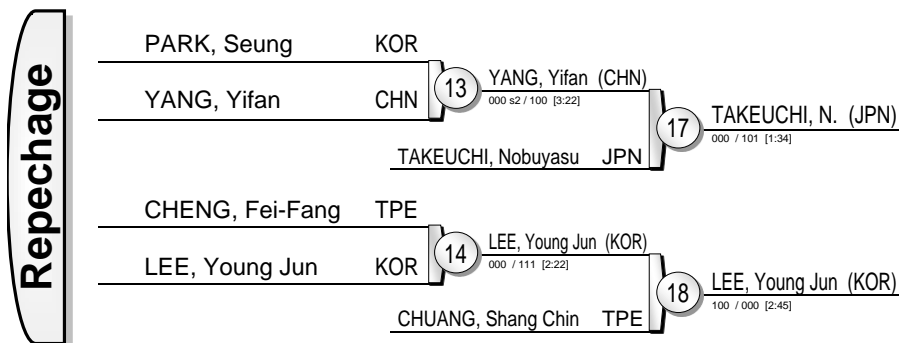 Repechage
PARK, Seung KOR
YANG, Yifan CHN
13
YANG, Yifan (CHN)
000 s2 / 100 [3:22]
TAKEUCHI, Nobuyasu JPN
17
TAKEUCHI, N. (JPN)
000 / 101 [1:34]
CHENG, Fei-Fang TPE
LEE, Young Jun KOR
14
LEE, Young Jun (KOR)
000 / 111 [2:22]
CHUANG, Shang Chin TPE
18
LEE, Young Jun (KOR)
100 / 000 [2:45]